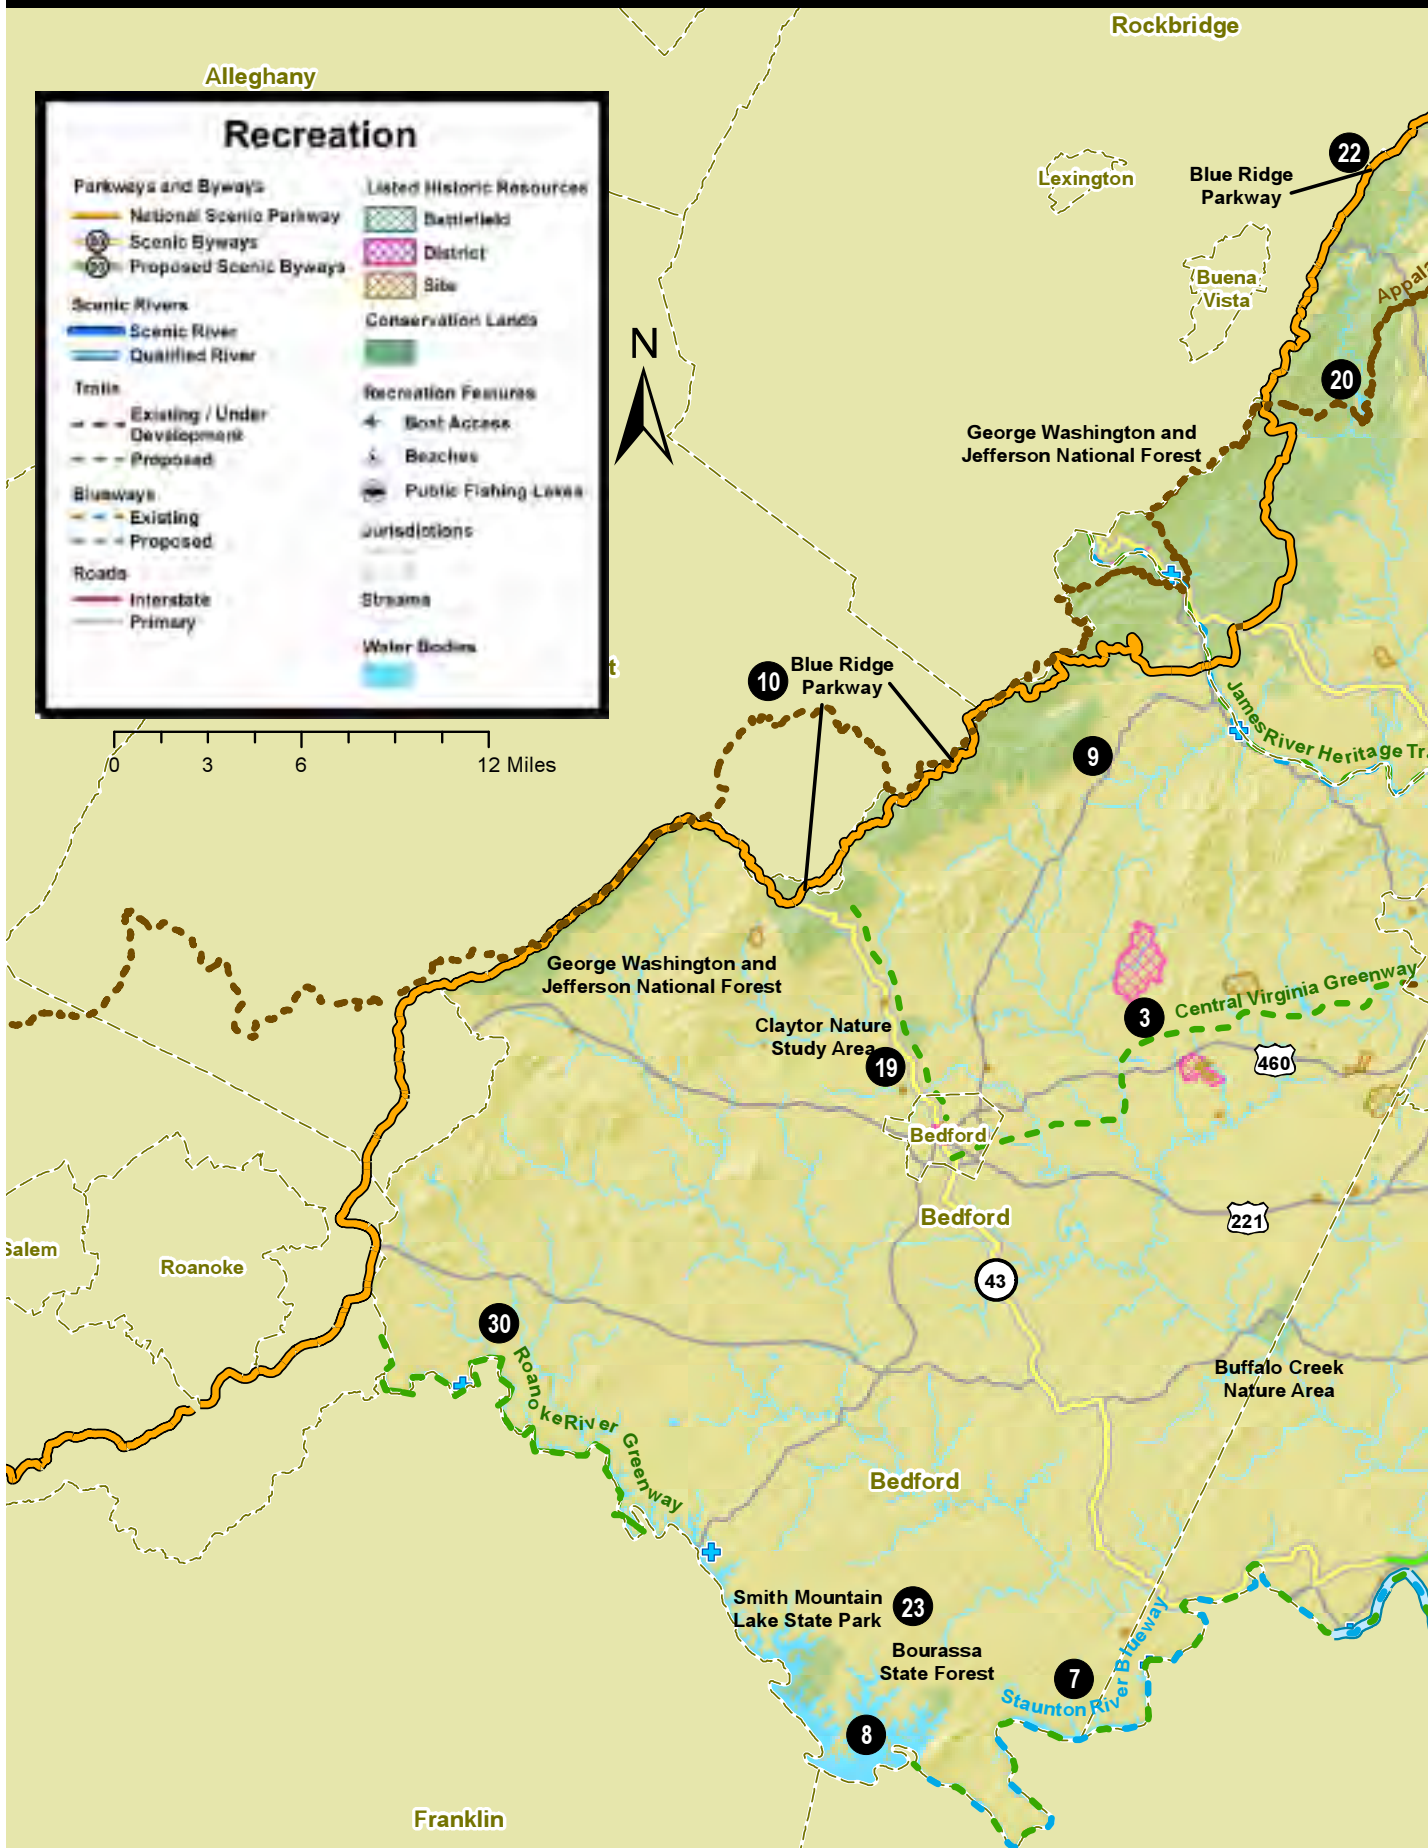 Rockbridge
Alleghany
Recreation
Parkways and Byways
National Scenic Parkway
Scenic Byways
Proposed Scenic Byways
Scenic Rivers
Scenic River
Qualified River
Trails
Existing / Under
Development
Proposed
Blueways
Existing
Proposed
Roads
Interstate
Primary
Listed Historic Resources
Battlefield
District
Site
Conservation Lands
Recreation Features
Boat Access
Beaches
Public Fishing Lakes
Jurisdictions
Streams
Water Bodies
t
N
0 3 6 12 Miles
22
Blue Ridge
Parkway
Lexington
Buena
Vista
Appala
20
George Washington and
Jefferson National Forest
10
Blue Ridge
Parkway
9
James River Heritage Tr
George Washington and
Jefferson National Forest
Claytor Nature
Study Area
19
3
Central Virginia Greenway
460
Bedford
Bedford
221
43
Salem
Roanoke
30
Roanoke River Greenway
Buffalo Creek
Nature Area
Bedford
Smith Mountain
Lake State Park
23
Bourassa
State Forest
7
Staunton River Blueway
8
Franklin